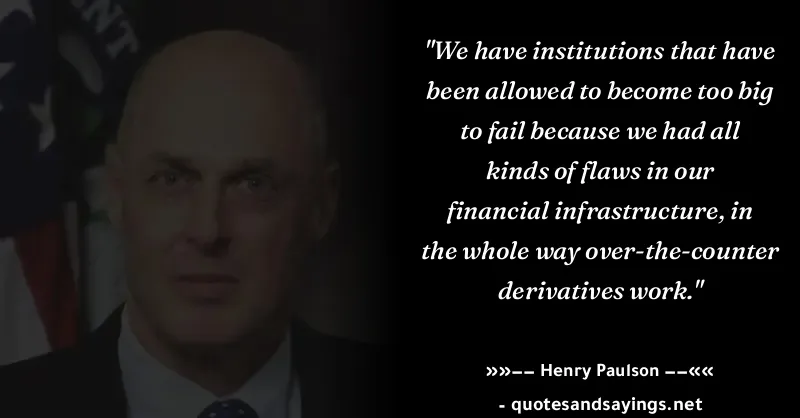 ENT
"We have institutions that have
been allowed to become too big
to fail because we had all
kinds of flaws in our
financial infrastructure, in
the whole way over-the-counter
derivatives work."
»»−− Henry Paulson −−««
- quotesandsayings.net